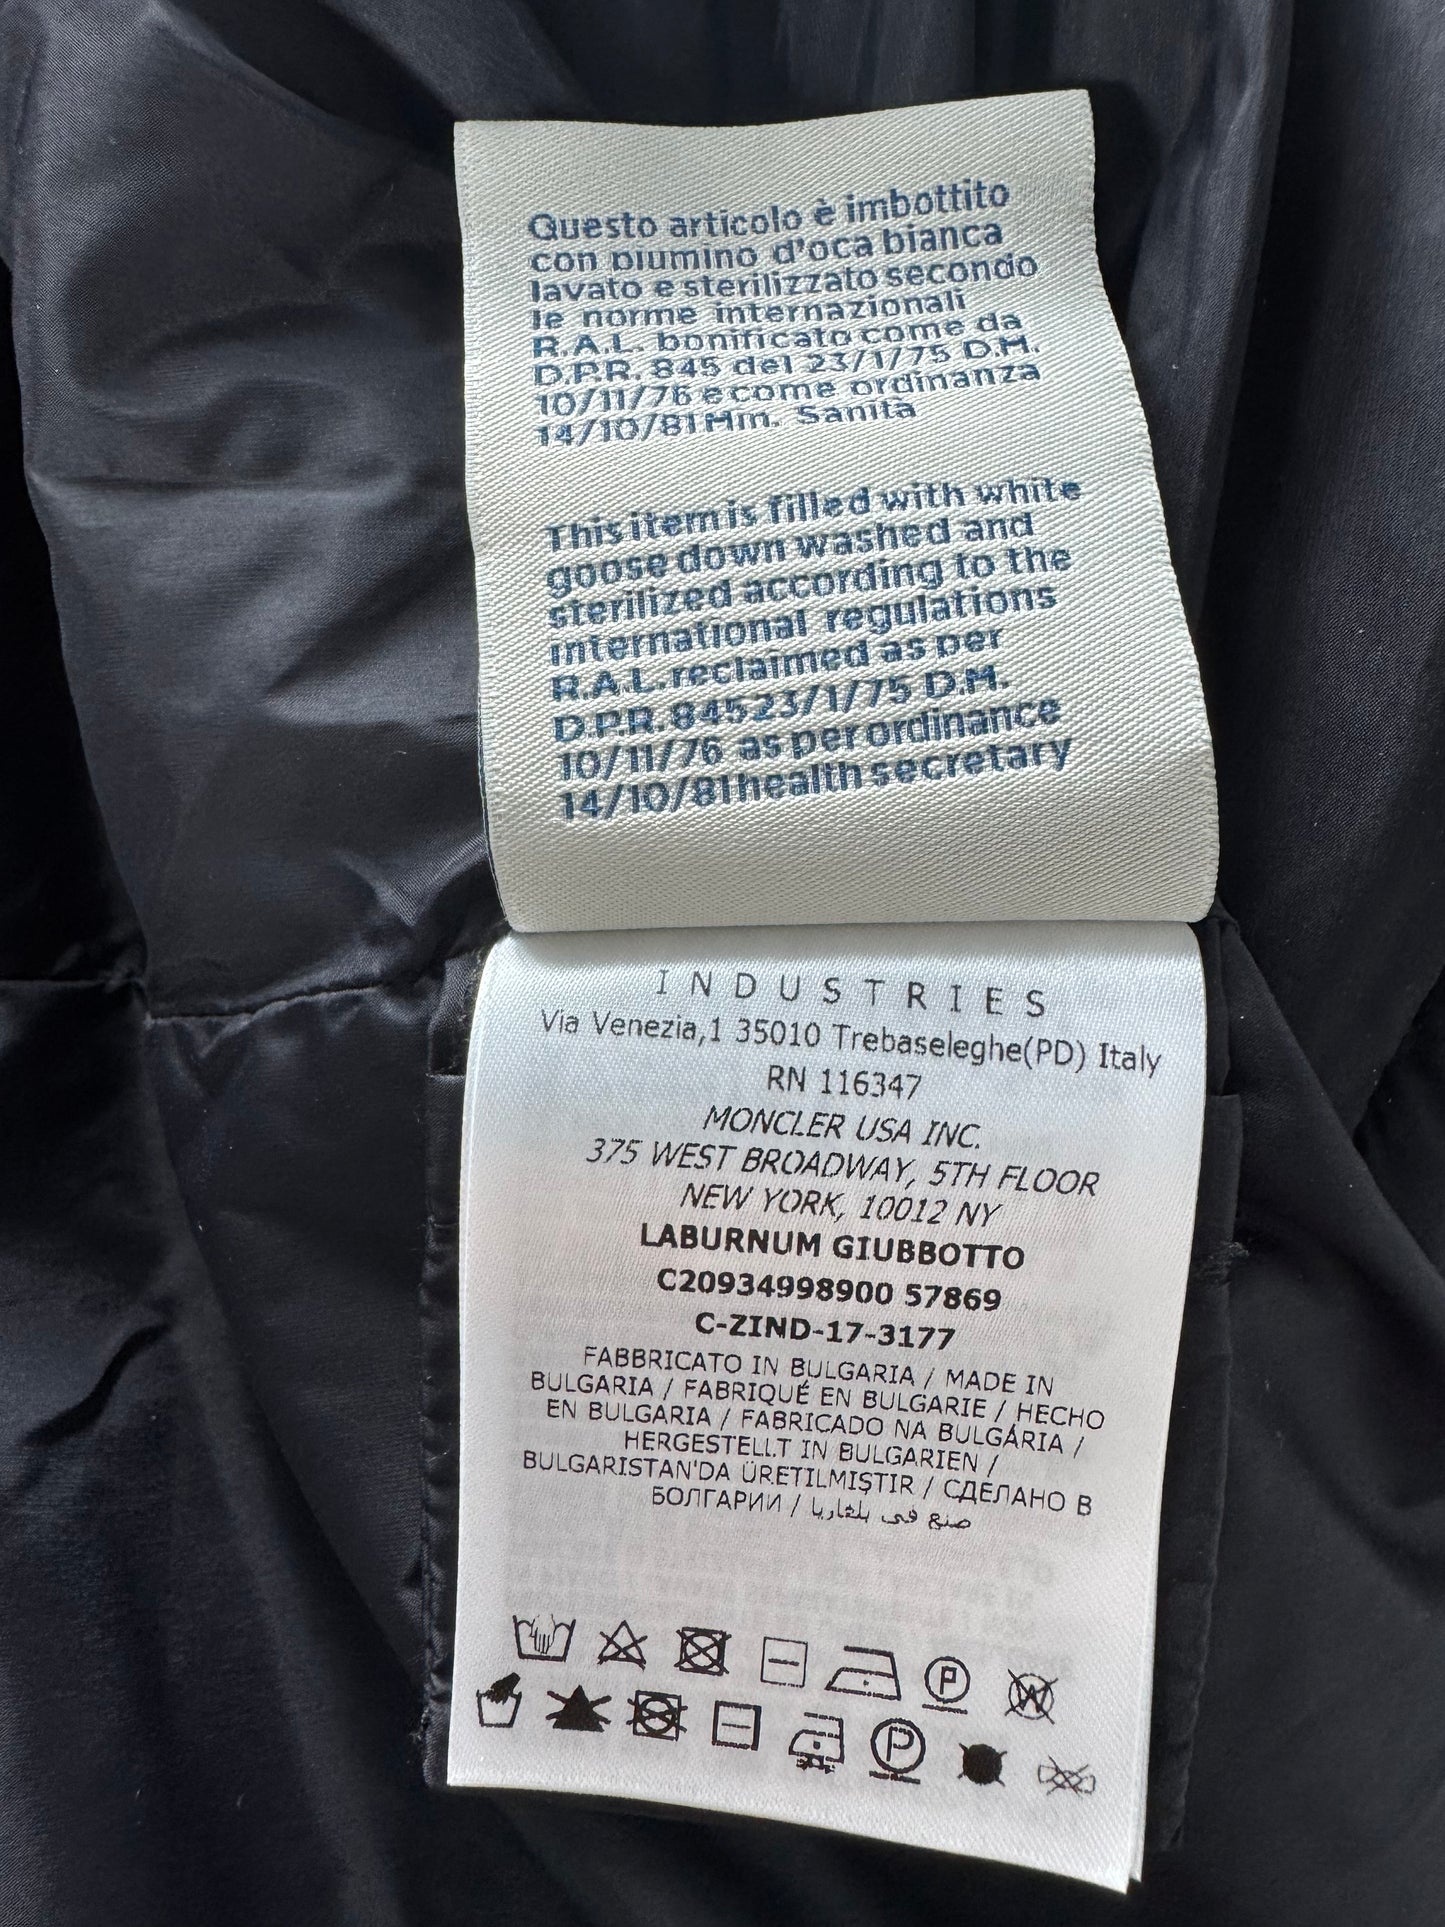 Questo articolo è imbottito
con piumino d'oca bianca
lavato e sterilizzato secondo
le norme internazionali
R.A.L. bonificato come da
D.P.R. 845 del 23/1/75 D.M.
10/11/76 e come ordinanza
14/10/81 Min. Sanità
This item is filled with white
goose down washed and
sterilized according to the
international regulations
R.A.L. reclaimed as per
D.P.R. 845 23/1/75 D.M.
10/11/76 as per ordinance
14/10/81 health secretary
INDUSTRIES
Via Venezia,1 35010 Trebaseleghe(PD) Italy
RN 116347
MONCLER USA INC.
375 WEST BROADWAY, 5TH FLOOR
NEW YORK, 10012 NY
LABURNUM GIUBBOTTO
C20934998900 57869
C-ZIND-17-3177
FABBRICATO IN BULGARIA / MADE IN
BULGARIA / FABRIQUÉ EN BULGARIE / HECHO
EN BULGARIA / FABRICADO NA BULGÁRIA /
HERGESTELLT IN BULGARIEN /
BULGARISTAN'DA ÜRETILMIŞTIR / СДЕЛАНО В
БОЛГАРИИ / صنع في بلغاريا
P W
P